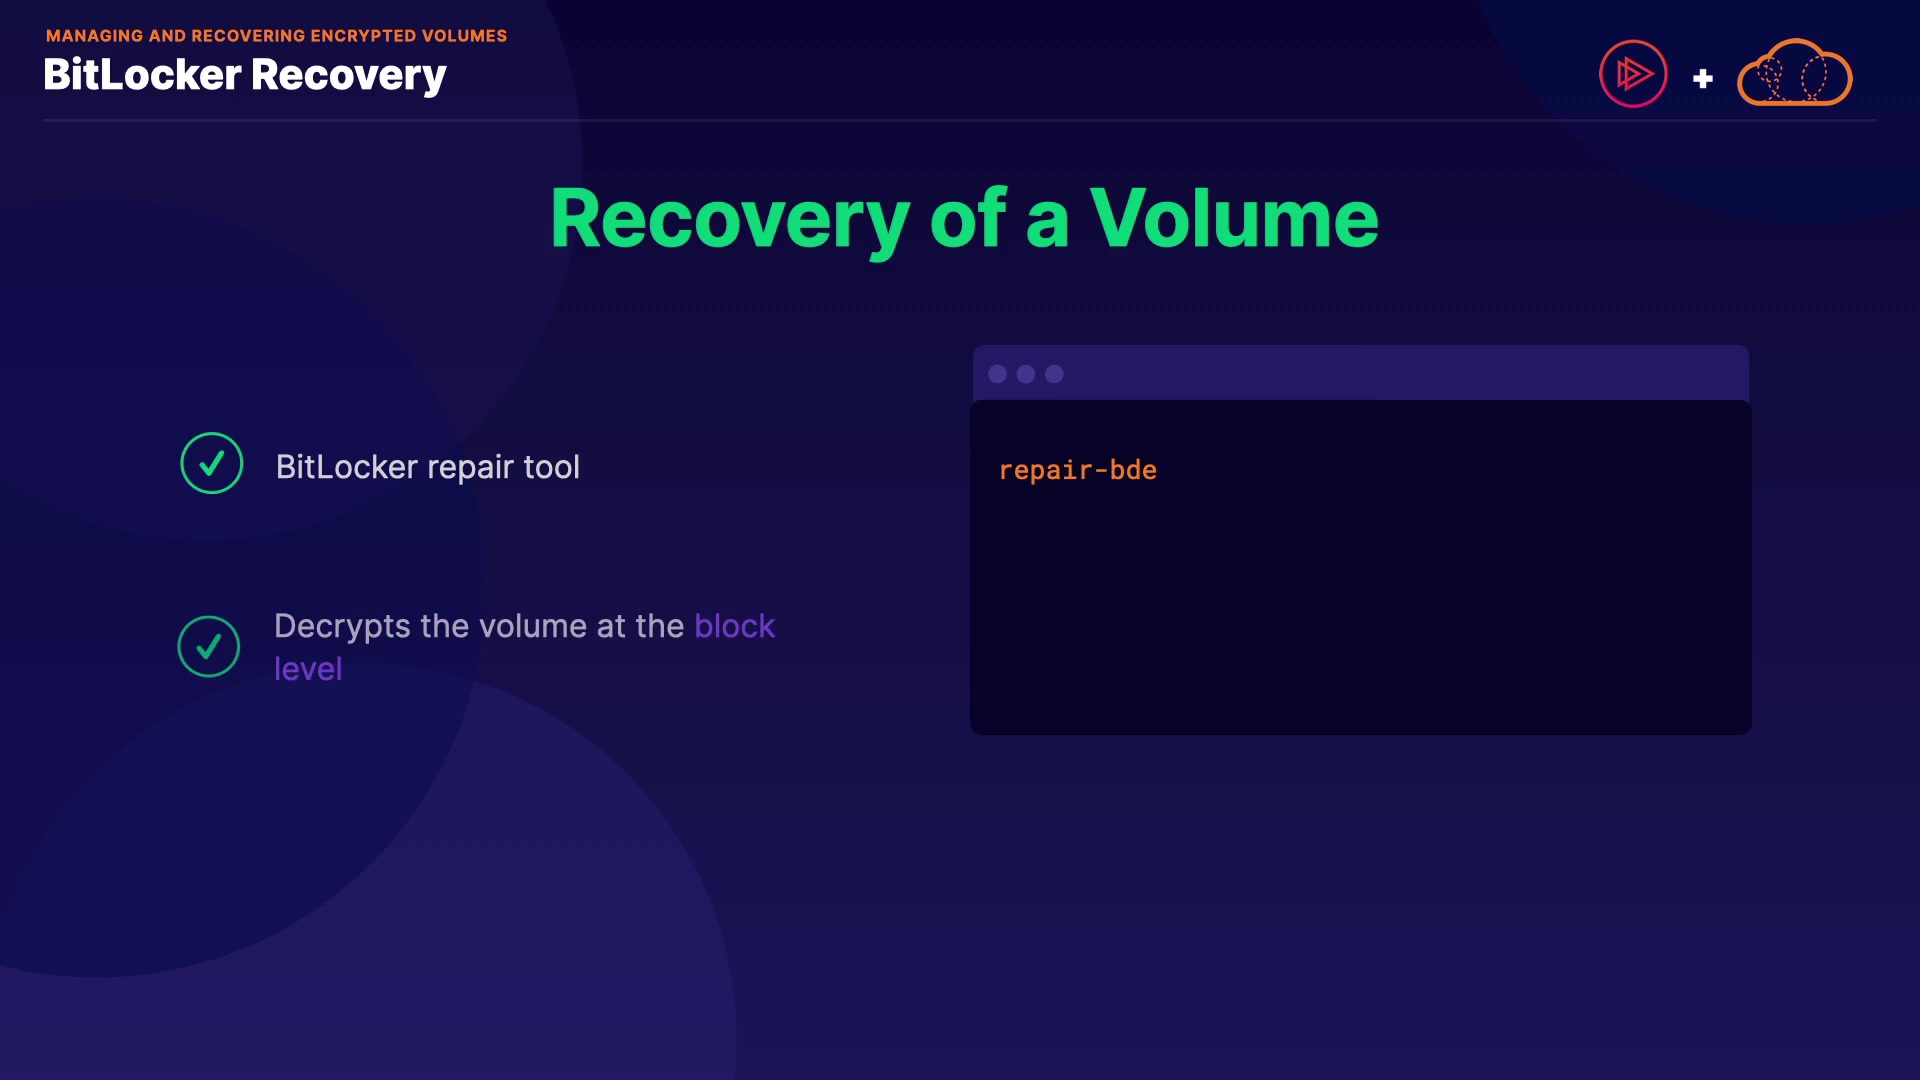 MANAGING AND RECOVERING ENCRYPTED VOLUMES
BitLocker Recovery
+
Recovery of a Volume
BitLocker repair tool
Decrypts the volume at the block
level
repair-bde